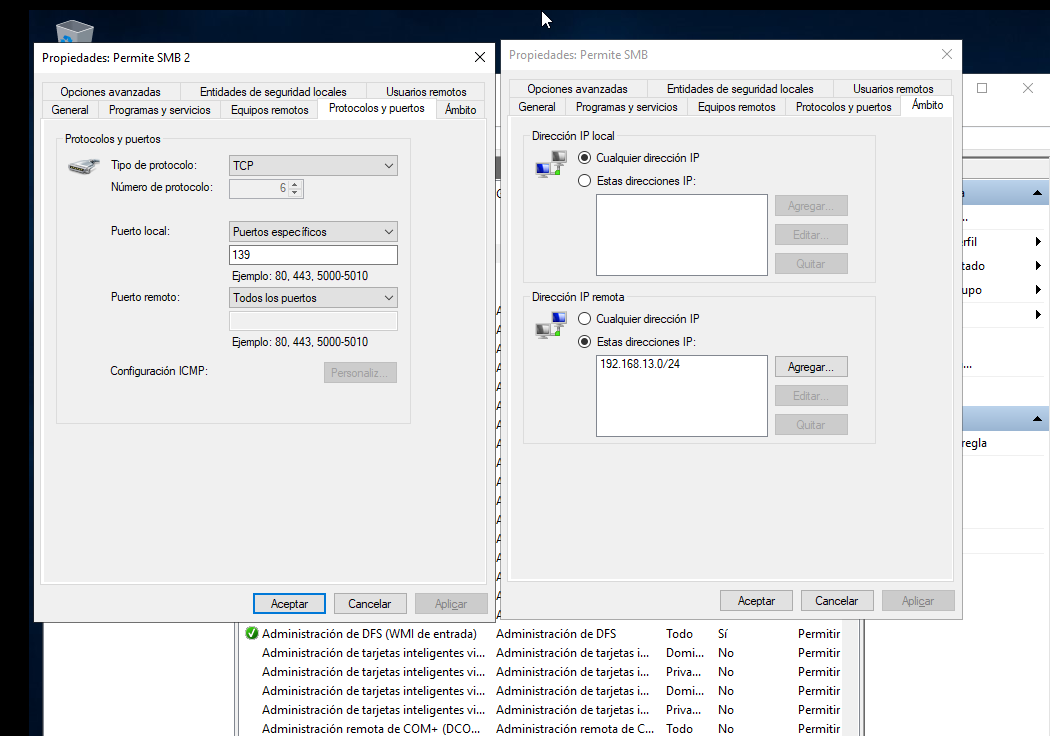 Propiedades: Permite SMB 2
Opciones avanzadas Entidades de seguridad locales Usuarios remotos
General Programas y servicios Equipos remotos Protocolos y puertos Ámbito
Protocolos y puertos
Tipo de protocolo: TCP
Número de protocolo: 6
Puerto local: Puertos específicos
139
Ejemplo: 80, 443, 5000-5010
Puerto remoto: Todos los puertos
Ejemplo: 80, 443, 5000-5010
Configuración ICMP: Personaliz...
Aceptar Cancelar Aplicar
Propiedades: Permite SMB
Opciones avanzadas Entidades de seguridad locales Usuarios remotos
General Programas y servicios Equipos remotos Protocolos y puertos Ámbito
Dirección IP local
Cualquier dirección IP
Estas direcciones IP:
Agregar...
Editar...
Quitar
Dirección IP remota
Cualquier dirección IP
Estas direcciones IP:
192.168.13.0/24
Agregar...
Editar...
Quitar
Aceptar Cancelar Aplicar
a
...
rfil
tado
upo
...
regla
Administración de DFS (WMI de entrada) Administración de DFS Todo Sí Permitir
Administración de tarjetas inteligentes vi... Administración de tarjetas i... Domi... No Permitir
Administración de tarjetas inteligentes vi... Administración de tarjetas i... Priva... No Permitir
Administración de tarjetas inteligentes vi... Administración de tarjetas i... Domi... No Permitir
Administración de tarjetas inteligentes vi... Administración de tarjetas i... Priva... No Permitir
Administración remota de COM+ (DCO... Administración remota de C... Todo No Permitir